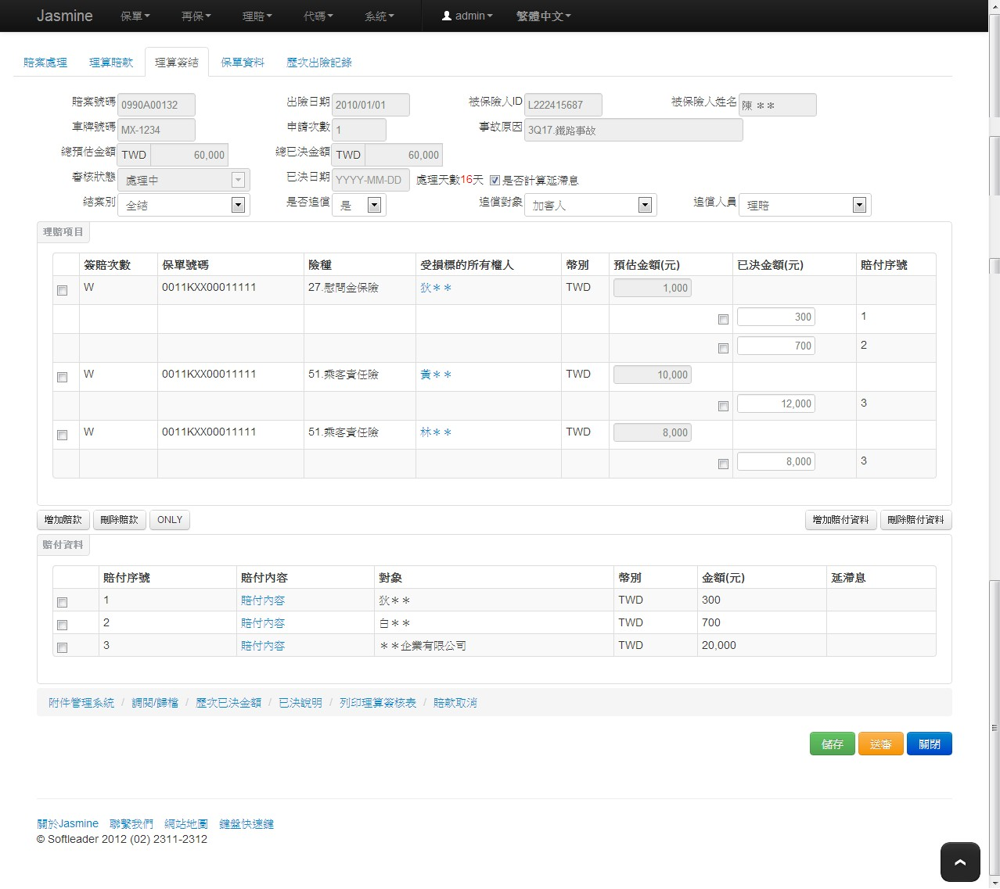 Jasmine 保單 再保 理賠 代碼 系統 admin 繁體中文
賠案處理 理算賠款 理算簽結 保單資料 歷次出險記錄
賠案號碼 0990A00132 出險日期 2010/01/01 被保險人ID L222415687 被保險人姓名 陳 ＊＊
車牌號碼 MX-1234 申請次數 1 事故原因 3Q17.鐵路事故
總預估金額 TWD 60,000 總已決金額 TWD 60,000
審核狀態 處理中 已決日期 YYYY-MM-DD 處理天數16天 是否計算延滯息
結案別 全結 是否追償 是 追償對象 加害人 追償人員 理賠
理賠項目
簽賠次數 保單號碼 險種 受損標的所有權人 幣別 預估金額(元) 已決金額(元) 賠付序號
W 0011KXX00011111 27.慰問金保險 狄＊＊ TWD 1,000
300 1
700 2
W 0011KXX00011111 51.乘客責任險 黃＊＊ TWD 10,000
12,000 3
W 0011KXX00011111 51.乘客責任險 林＊＊ TWD 8,000
8,000 3
增加賠款 刪除賠款 ONLY 增加賠付資料 刪除賠付資料
賠付資料
賠付序號 賠付內容 對象 幣別 金額(元) 延滯息
1 賠付內容 狄＊＊ TWD 300
2 賠付內容 白＊＊ TWD 700
3 賠付內容 ＊＊企業有限公司 TWD 20,000
附件管理系統 / 調閱/歸檔 / 歷次已決金額 / 已決說明 / 列印理算簽核表 / 賠款取消
儲存 送審 關閉
關於Jasmine 聯繫我們 網站地圖 鍵盤快速鍵
© Softleader 2012 (02) 2311-2312